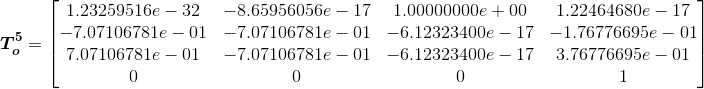 T_o^5 = [ 1.23259516e − 32 −8.65956056e − 17 1.00000000e + 00 1.22464680e − 17
−7.07106781e − 01 −7.07106781e − 01 −6.12323400e − 17 −1.76776695e − 01
7.07106781e − 01 −7.07106781e − 01 −6.12323400e − 17 3.76776695e − 01
0 0 0 1 ]